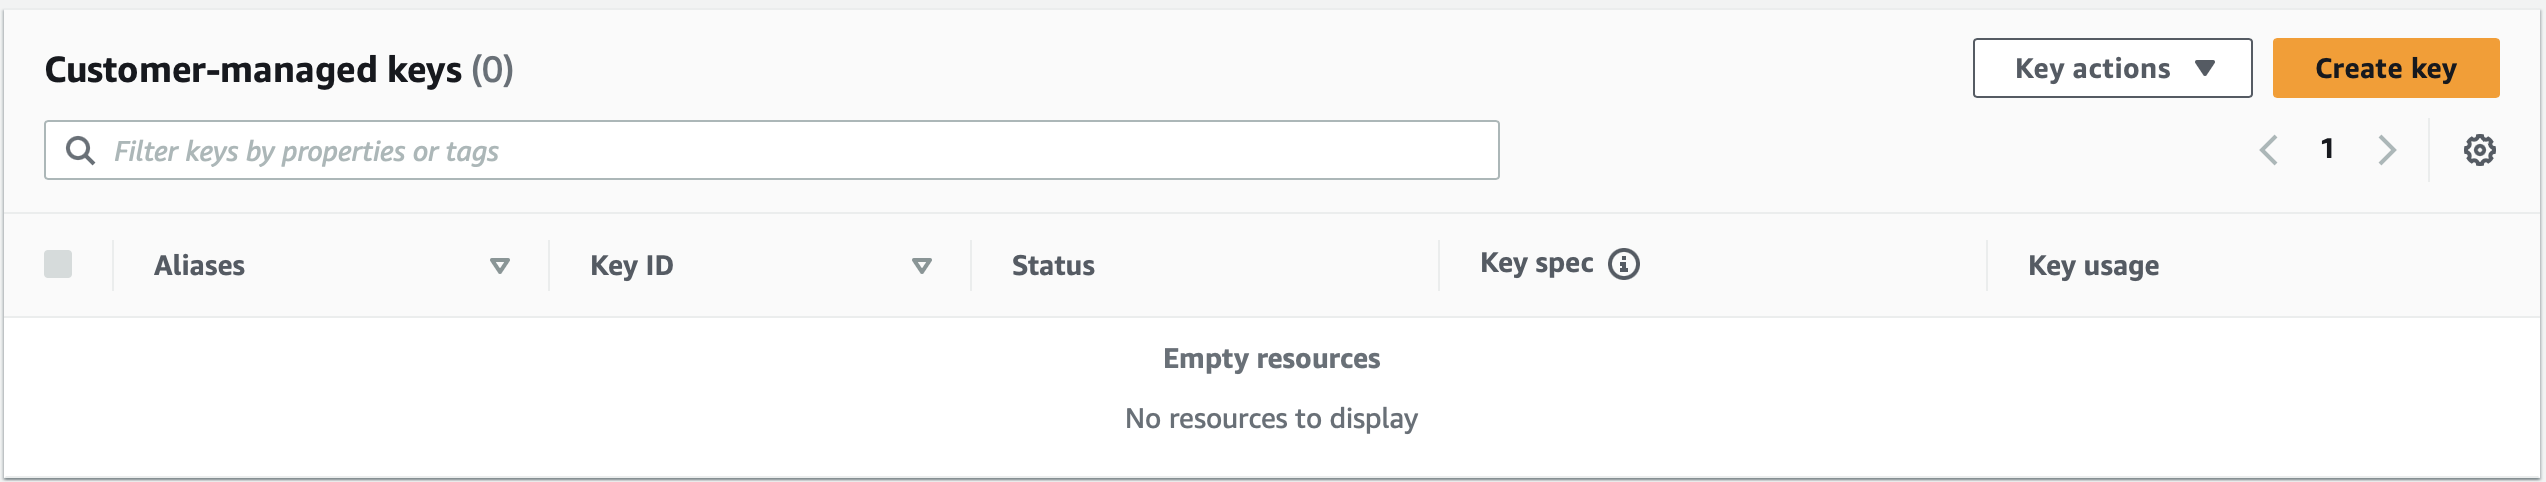 Customer-managed keys (0)
Key actions
Create key
Filter keys by properties or tags
1
Aliases
Key ID
Status
Key spec
Key usage
Empty resources
No resources to display